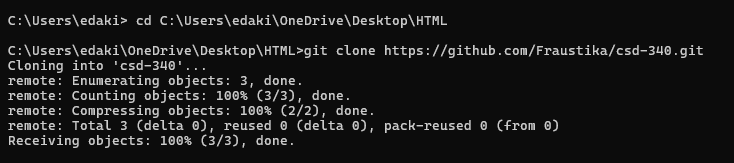 C:\Users\edaki> cd C:\Users\edaki\OneDrive\Desktop\HTML
C:\Users\edaki\OneDrive\Desktop\HTML>git clone https://github.com/Fraustika/csd-340.git
Cloning into 'csd-340'...
remote: Enumerating objects: 3, done.
remote: Counting objects: 100% (3/3), done.
remote: Compressing objects: 100% (2/2), done.
remote: Total 3 (delta 0), reused 0 (delta 0), pack-reused 0 (from 0)
Receiving objects: 100% (3/3), done.